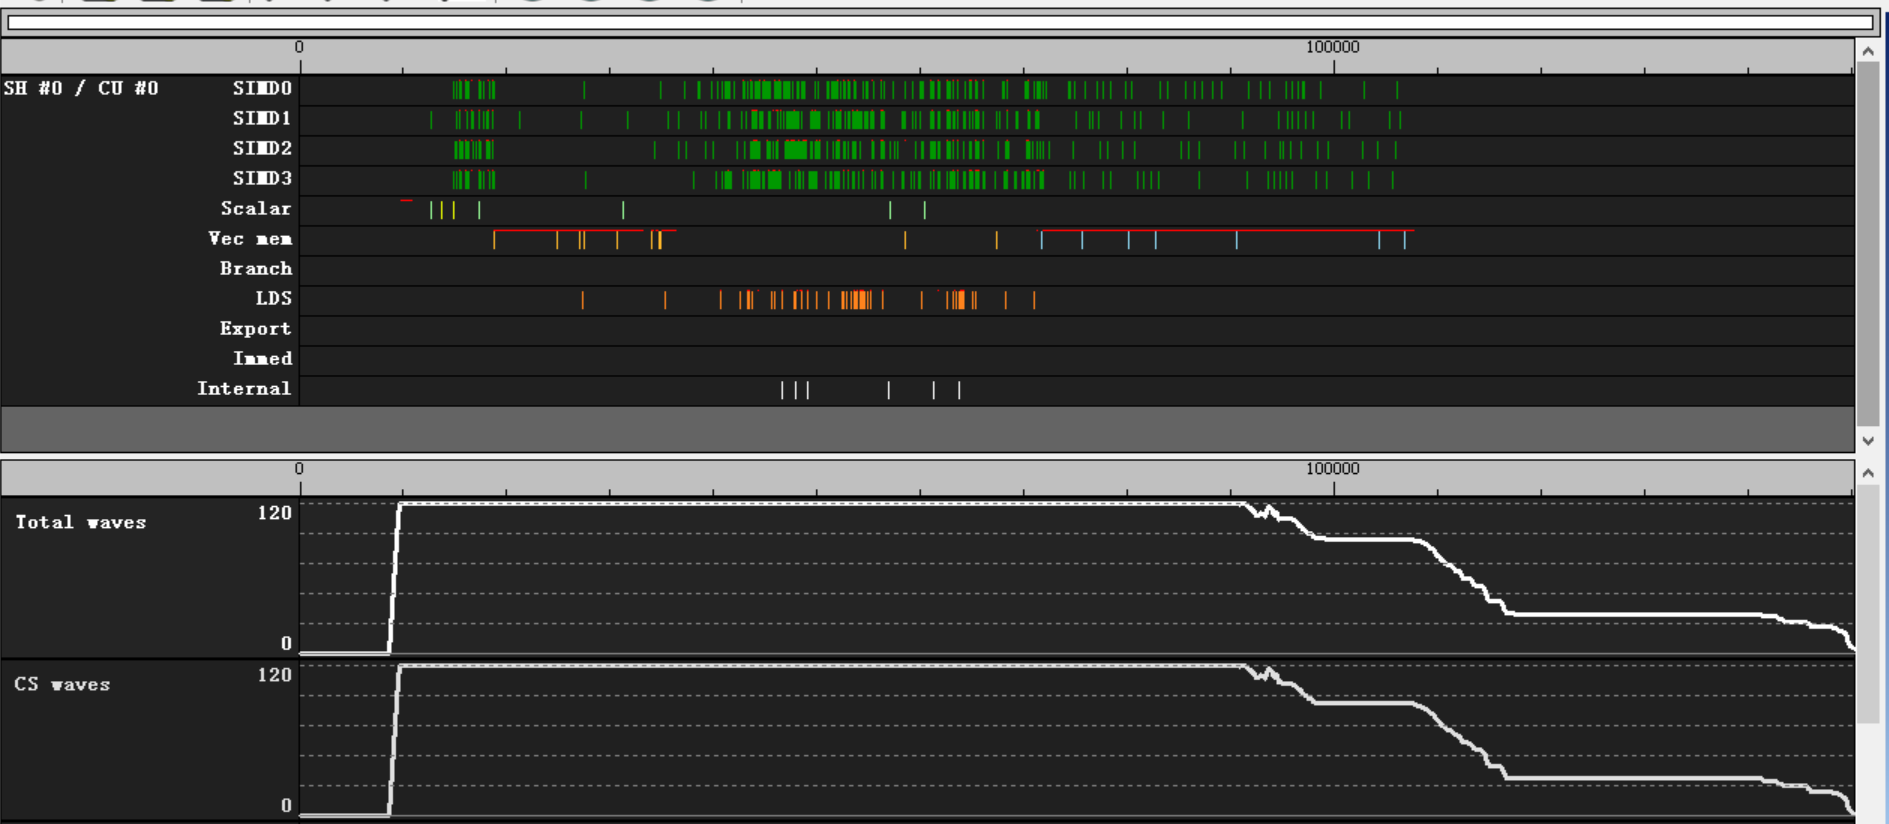 0 100000
SH #0 / CU #0 SIMD0
SIMD1
SIMD2
SIMD3
Scalar
Vec mem
Branch
LDS
Export
Immed
Internal
0 100000
Total waves 120
0
CS waves 120
0